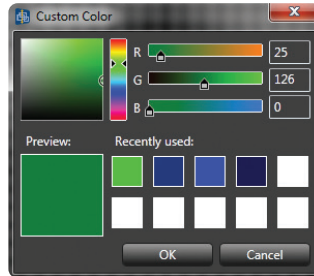 Custom Color
R 25
G 126
B 0
Preview: Recently used:
OK Cancel